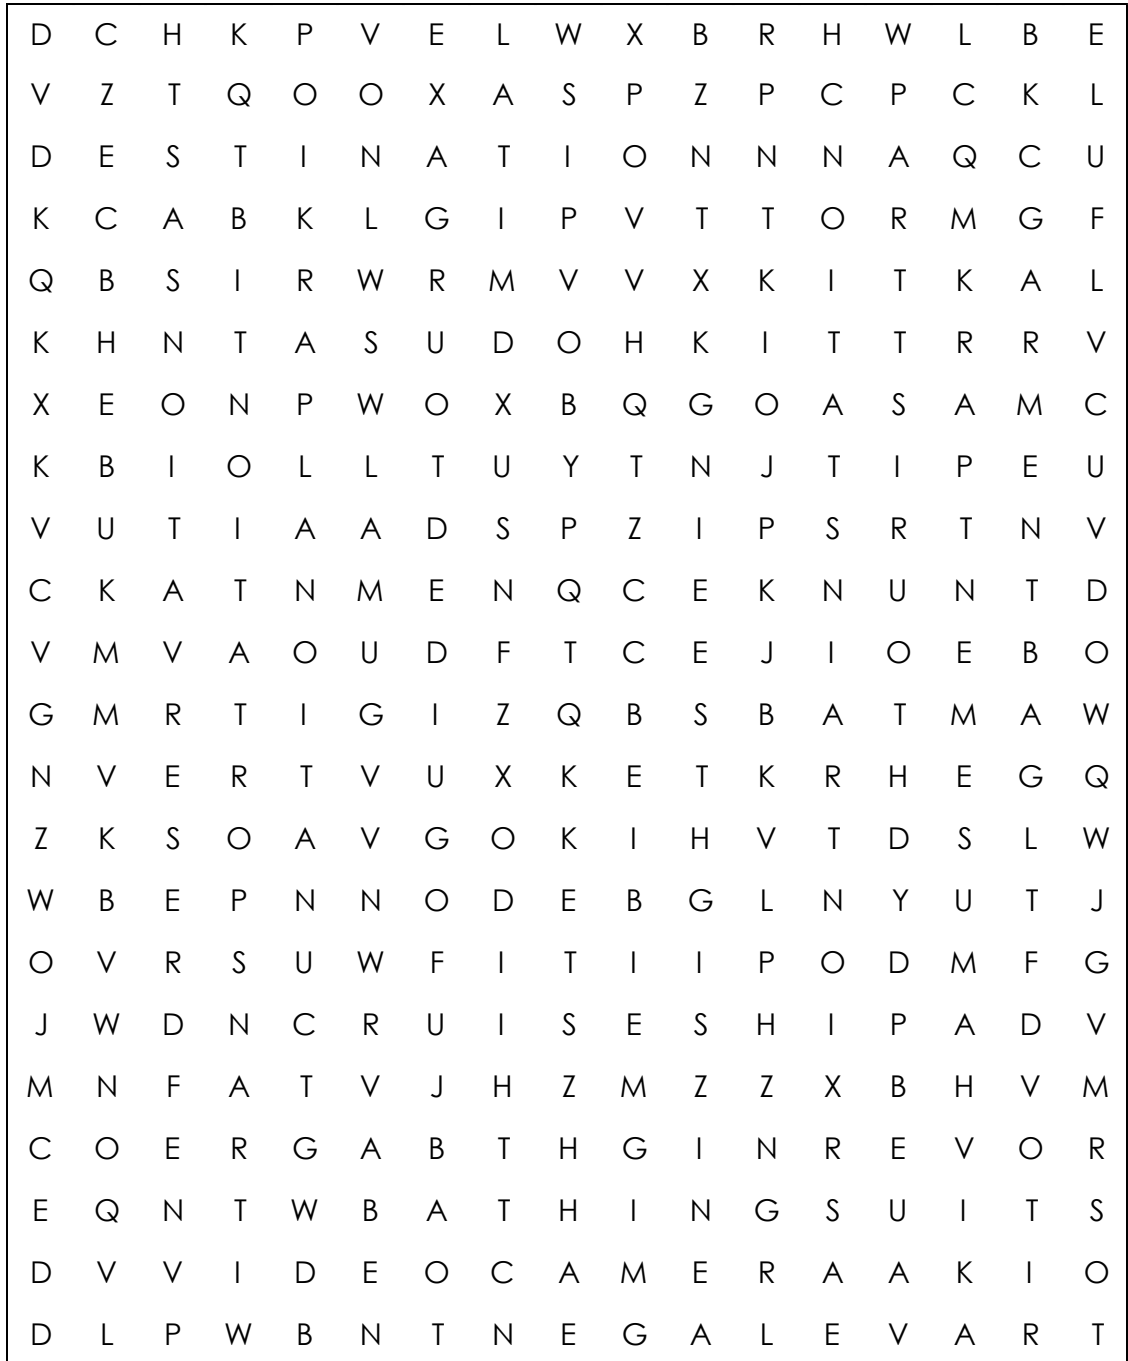 D C H K P V E L W X B R H W L B E
V Z T Q O O X A S P Z P C P C K L
D E S T I N A T I O N N N A Q C U
K C A B K L G I P V T T O R M G F
Q B S I R W R M V V X K I T K A L
K H N T A S U D O H K I T T R R V
X E O N P W O X B Q G O A S A M C
K B I O L L T U Y T N J T I P E U
V U T I A A D S P Z I P S R T N V
C K A T N M E N Q C E K N U N T D
V M V A O U D F T C E J I O E B O
G M R T I G I Z Q B S B A T M A W
N V E R T V U X K E T K R H E G Q
Z K S O A V G O K I H V T D S L W
W B E P N N O D E B G L N Y U T J
O V R S U W F I T I I P O D M F G
J W D N C R U I S E S H I P A D V
M N F A T V J H Z M Z Z X B H V M
C O E R G A B T H G I N R E V O R
E Q N T W B A T H I N G S U I T S
D V V I D E O C A M E R A A K I O
D L P W B N T N E G A L E V A R T